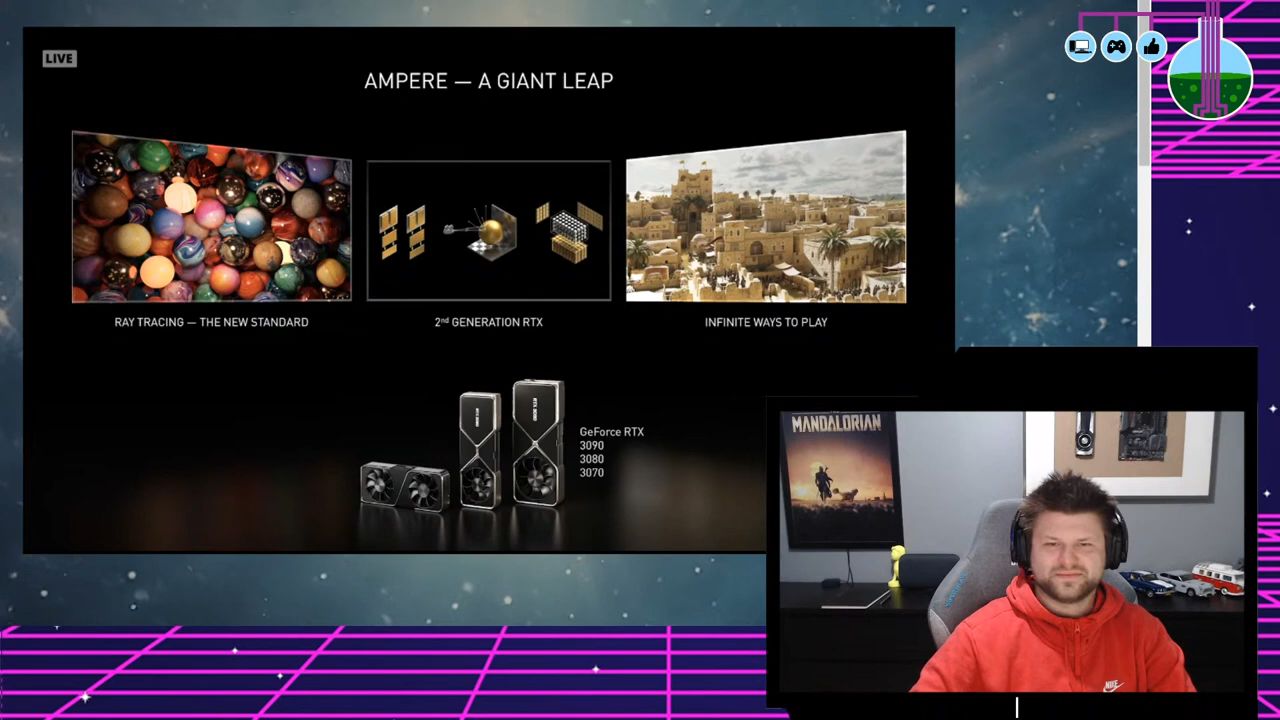 LIVE
AMPERE — A GIANT LEAP
RAY TRACING — THE NEW STANDARD
2nd GENERATION RTX
INFINITE WAYS TO PLAY
GeForce RTX
3090
3080
3070
MANDALORIAN
NIKE